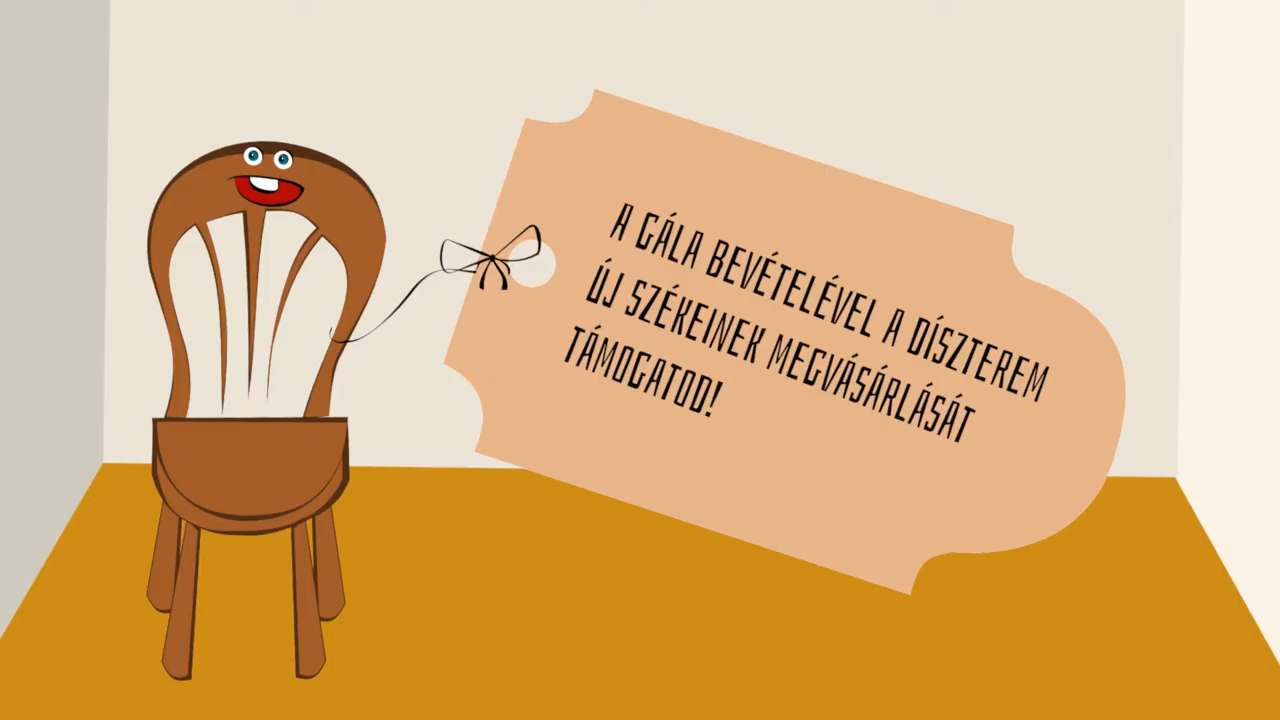 A GÁLA BEVÉTELÉVEL A DÍSZTEREM
ÚJ SZÉKEINEK MEGVÁSÁRLÁSÁT
TÁMOGATOD!